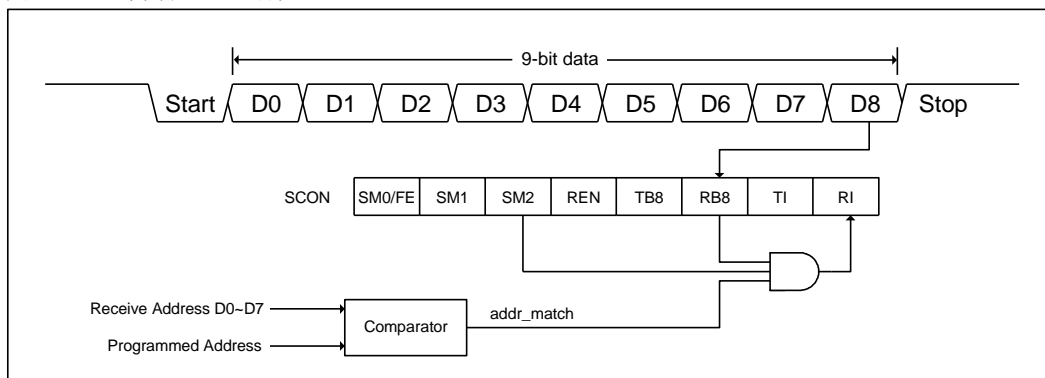 9-bit data
Start D0 D1 D2 D3 D4 D5 D6 D7 D8 Stop
SCON SM0/FE SM1 SM2 REN TB8 RB8 TI RI
Receive Address D0~D7
addr_match
Comparator
Programmed Address